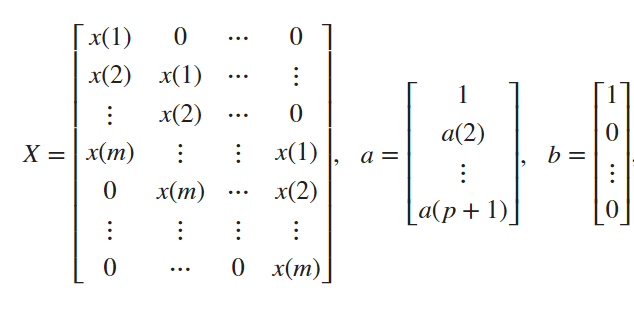 x(1) 0 ⋯ 0
x(2) x(1) ⋯ ⋮
⋮ x(2) ⋯ 0
X = x(m) ⋮ ⋮ x(1) , a = 1 a(2) ⋮ a(p + 1) , b = 1 0 ⋮ 0 ,
0 x(m) ⋯ x(2)
⋮ ⋮ ⋮ ⋮
0 ⋯ 0 x(m)